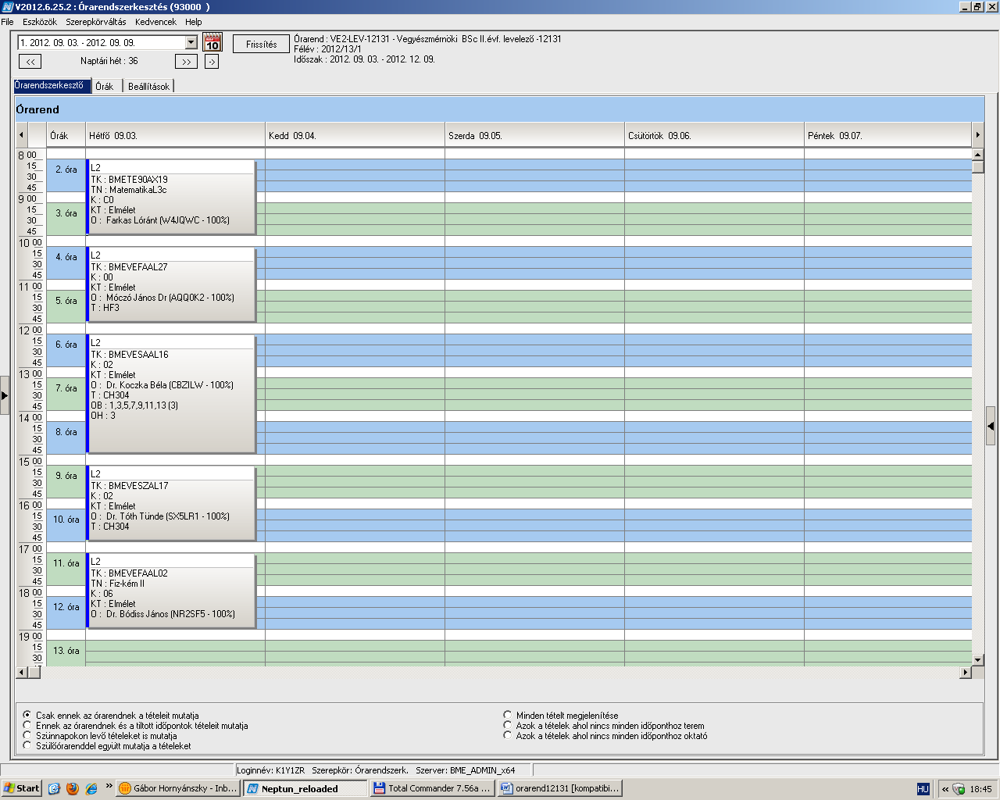 V2012.6.25.2 : Órarendszerkesztés (93000 )
File Eszközök Szerepkörváltás Kedvencek Help
1. 2012. 09. 03. - 2012. 09. 09.
10
Frissítés
Órarend : VE2-LEV-12131 - Vegyészmérnöki BSc II.évf. levelező -12131
Félév : 2012/13/1
Időszak : 2012. 09. 03. - 2012. 12. 09.
<< Naptári hét : 36 >> ->
Órarendszerkesztő Órák Beállítások
Órarend
Órák Hétfő 09.03. Kedd 09.04. Szerda 09.05. Csütörtök 09.06. Péntek 09.07.
8 00
15
30
45
2. óra
9 00
15
30
45
3. óra
L2
TK : BMETE90AX19
TN : MatematikaL3c
K : C0
KT : Elmélet
O : Farkas Lóránt (W4JQWC - 100%)
10 00
15
30
45
4. óra
11 00
15
30
45
5. óra
L2
TK : BMEVEFAAL27
K : 00
KT : Elmélet
O : Móczó János Dr (AQQ0K2 - 100%)
T : HF3
12 00
15
30
45
6. óra
13 00
15
30
45
7. óra
14 00
15
30
45
8. óra
L2
TK : BMEVESAAL16
K : 02
KT : Elmélet
O : Dr. Koczka Béla (CBZILW - 100%)
T : CH304
OB : 1,3,5,7,9,11,13 (3)
OH : 3
15 00
15
30
45
9. óra
16 00
15
30
45
10. óra
L2
TK : BMEVESZAL17
K : 02
KT : Elmélet
O : Dr. Tóth Tünde (SX5LR1 - 100%)
T : CH304
17 00
15
30
45
11. óra
18 00
15
30
45
12. óra
L2
TK : BMEVEFAAL02
TN : Fiz-kém II
K : 06
KT : Elmélet
O : Dr. Bódiss János (NR2SF5 - 100%)
19 00
15
30
13. óra
Csak ennek az órarendnek a tételeit mutatja
Ennek az órarendnek és a tiltott időpontok tételeit mutatja
Szünnapokon levő tételeket is mutatja
Szülőórarenddel együtt mutatja a tételeket
Minden tételt megjelenítése
Azok a tételek ahol nincs minden időponthoz terem
Azok a tételek ahol nincs minden időponthoz oktató
Loginnév: K1Y1ZR Szerepkör: Órarendszerk. Szerver: BME_ADMIN_x64
Start » Gábor Hornyánszky - Inb... Neptun_reloaded Total Commander 7.56a ... orarend12131 [kompatibi... HU « 18:45